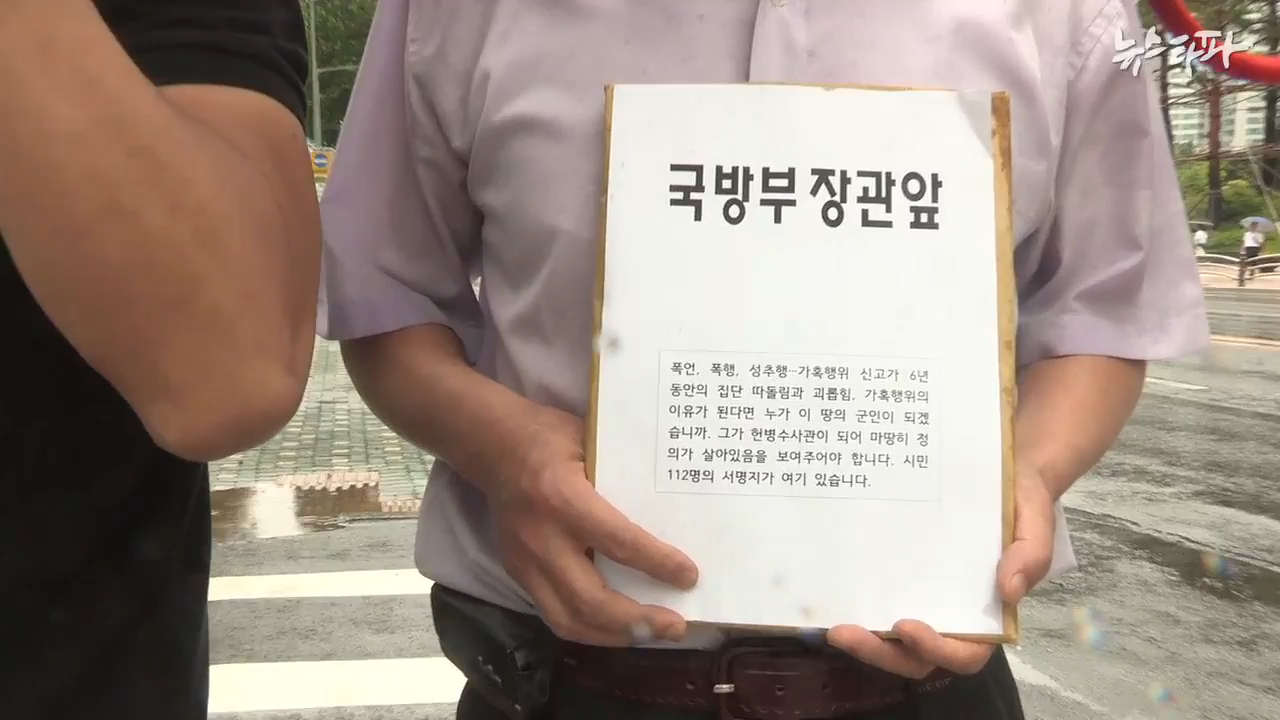 뉴스타파
국방부 장관앞
폭언, 폭행, 성추행…가혹행위 신고가 6년
동안의 집단 따돌림과 괴롭힘, 가혹행위의
이유가 된다면 누가 이 땅의 군인이 되겠
습니까. 그가 헌병수사관이 되어 마땅히 정
의가 살아있음을 보여주어야 합니다. 시민
112명의 서명지가 여기 있습니다.